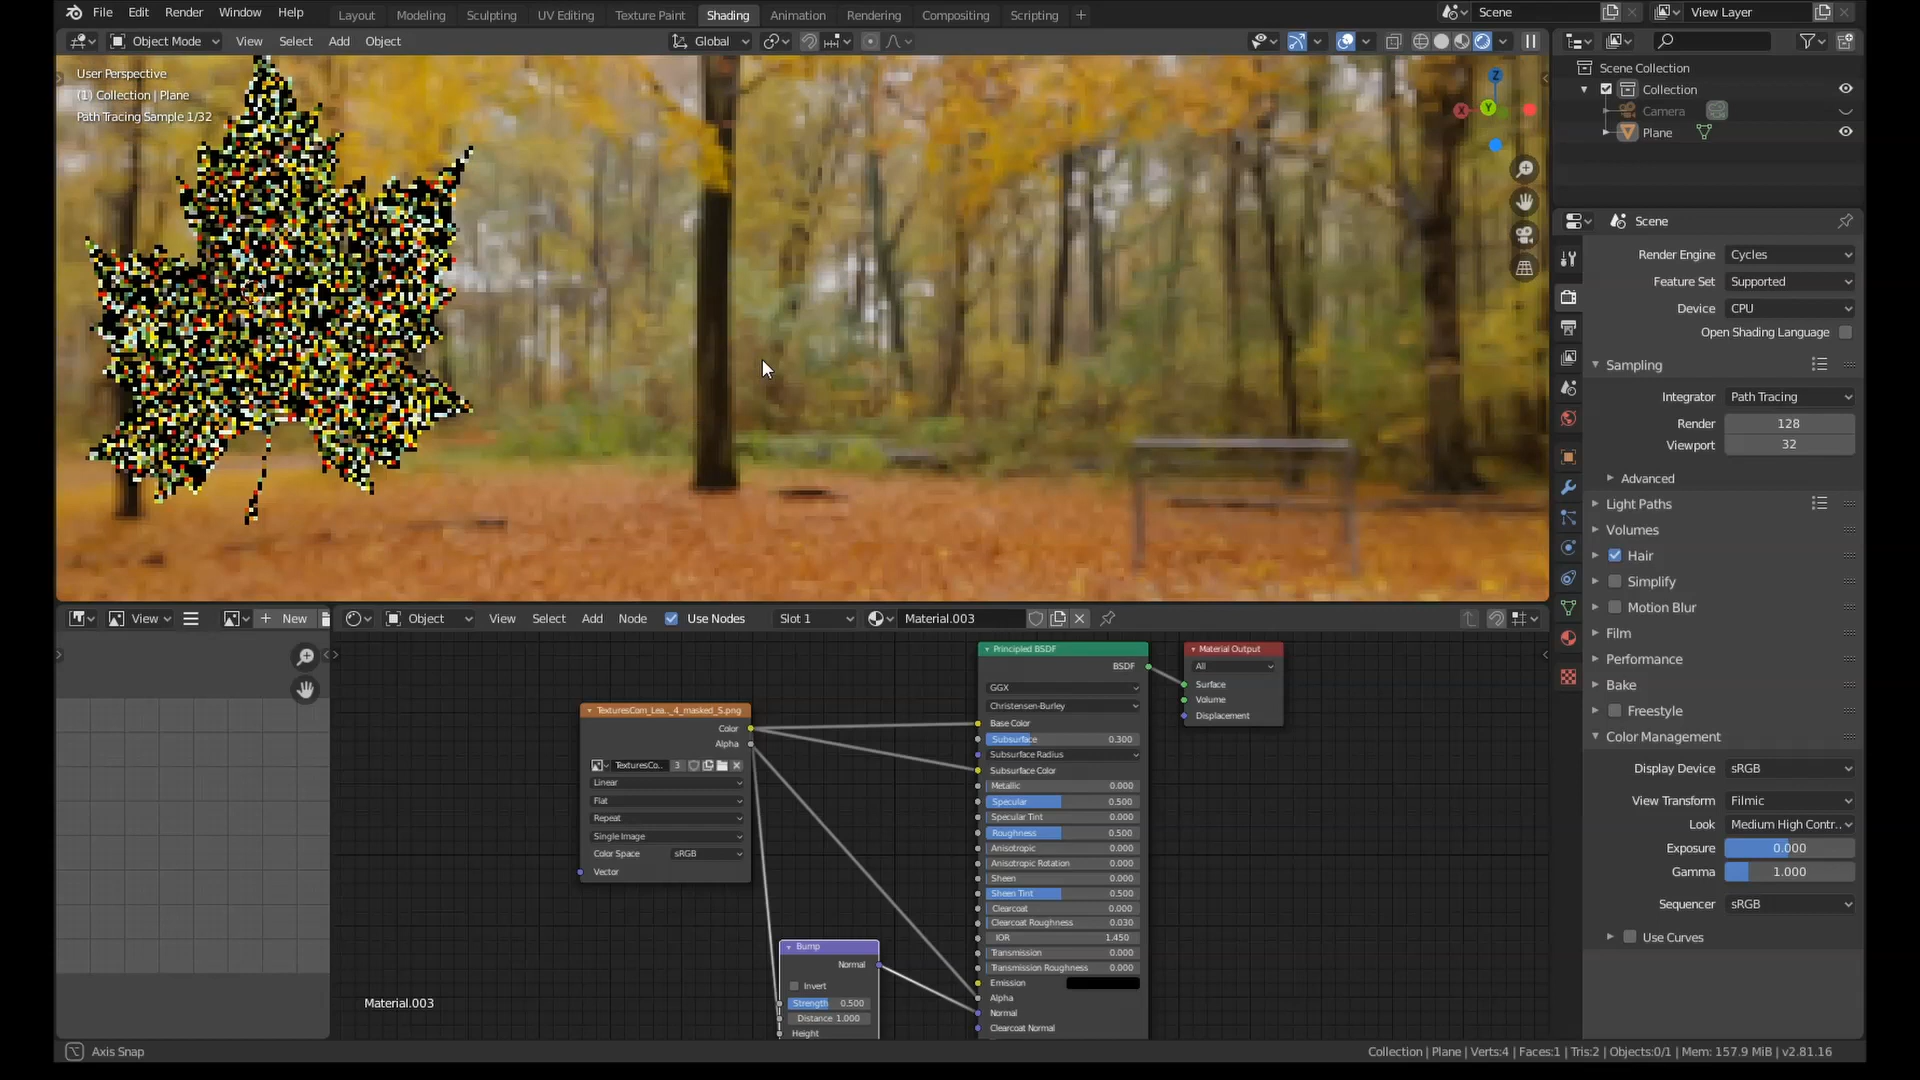 File Edit Render Window Help
Layout Modeling Sculpting UV Editing Texture Paint Shading Animation Rendering Compositing Scripting +
Scene
View Layer
Object Mode View Select Add Object
Global
User Perspective
(1) Collection | Plane
Path Tracing Sample 1/32
Z
Y
X
Scene Collection
Collection
Camera
Plane
Scene
Render Engine Cycles
Feature Set Supported
Device CPU
Open Shading Language
Sampling
Integrator Path Tracing
Render 128
Viewport 32
Advanced
Light Paths
Volumes
Hair
Simplify
Motion Blur
Film
Performance
Bake
Freestyle
Color Management
Display Device sRGB
View Transform Filmic
Look Medium High Contr..
Exposure 0.000
Gamma 1.000
Sequencer sRGB
Use Curves
View + New
Object View Select Add Node Use Nodes Slot 1 Material.003
TexturesCom_Lea.._4_masked_S.png
Color
Alpha
TexturesCo.. 3
Linear
Flat
Repeat
Single Image
Color Space sRGB
Vector
Bump
Normal
Invert
Strength 0.500
Distance 1.000
Height
Principled BSDF
BSDF
GGX
Christensen-Burley
Base Color
Subsurface 0.300
Subsurface Radius
Subsurface Color
Metallic 0.000
Specular 0.500
Specular Tint 0.000
Roughness 0.500
Anisotropic 0.000
Anisotropic Rotation 0.000
Sheen 0.000
Sheen Tint 0.500
Clearcoat 0.000
Clearcoat Roughness 0.030
IOR 1.450
Transmission 0.000
Transmission Roughness 0.000
Emission
Alpha
Normal
Clearcoat Normal
Material Output
All
Surface
Volume
Displacement
Material.003
Axis Snap
Collection | Plane | Verts:4 | Faces:1 | Tris:2 | Objects:0/1 | Mem: 157.9 MiB | v2.81.16